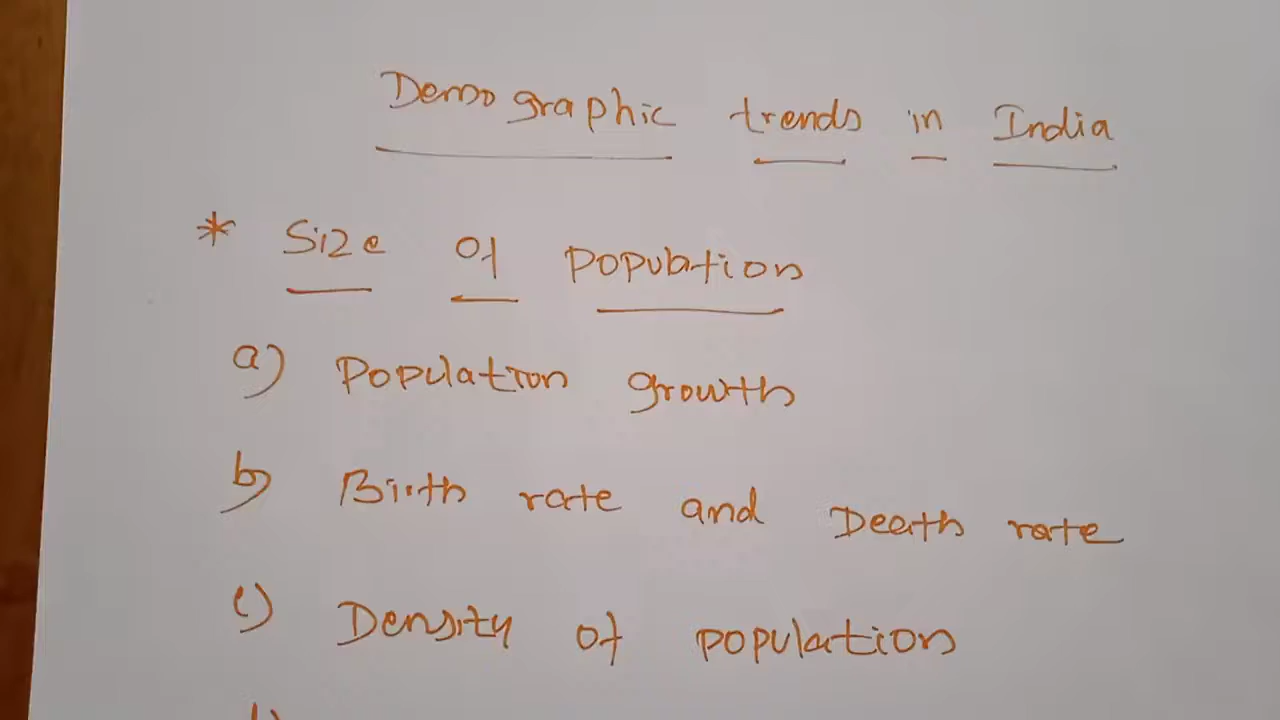 Demographic trends in India
* Size of population
a) Population growth
b) Birth rate and Death rate
c) Density of population